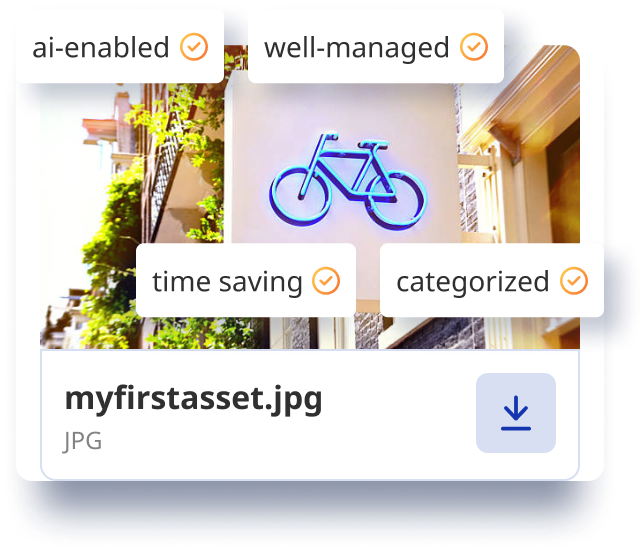 ai-enabled
well-managed
time saving
categorized
myfirstasset.jpg
JPG